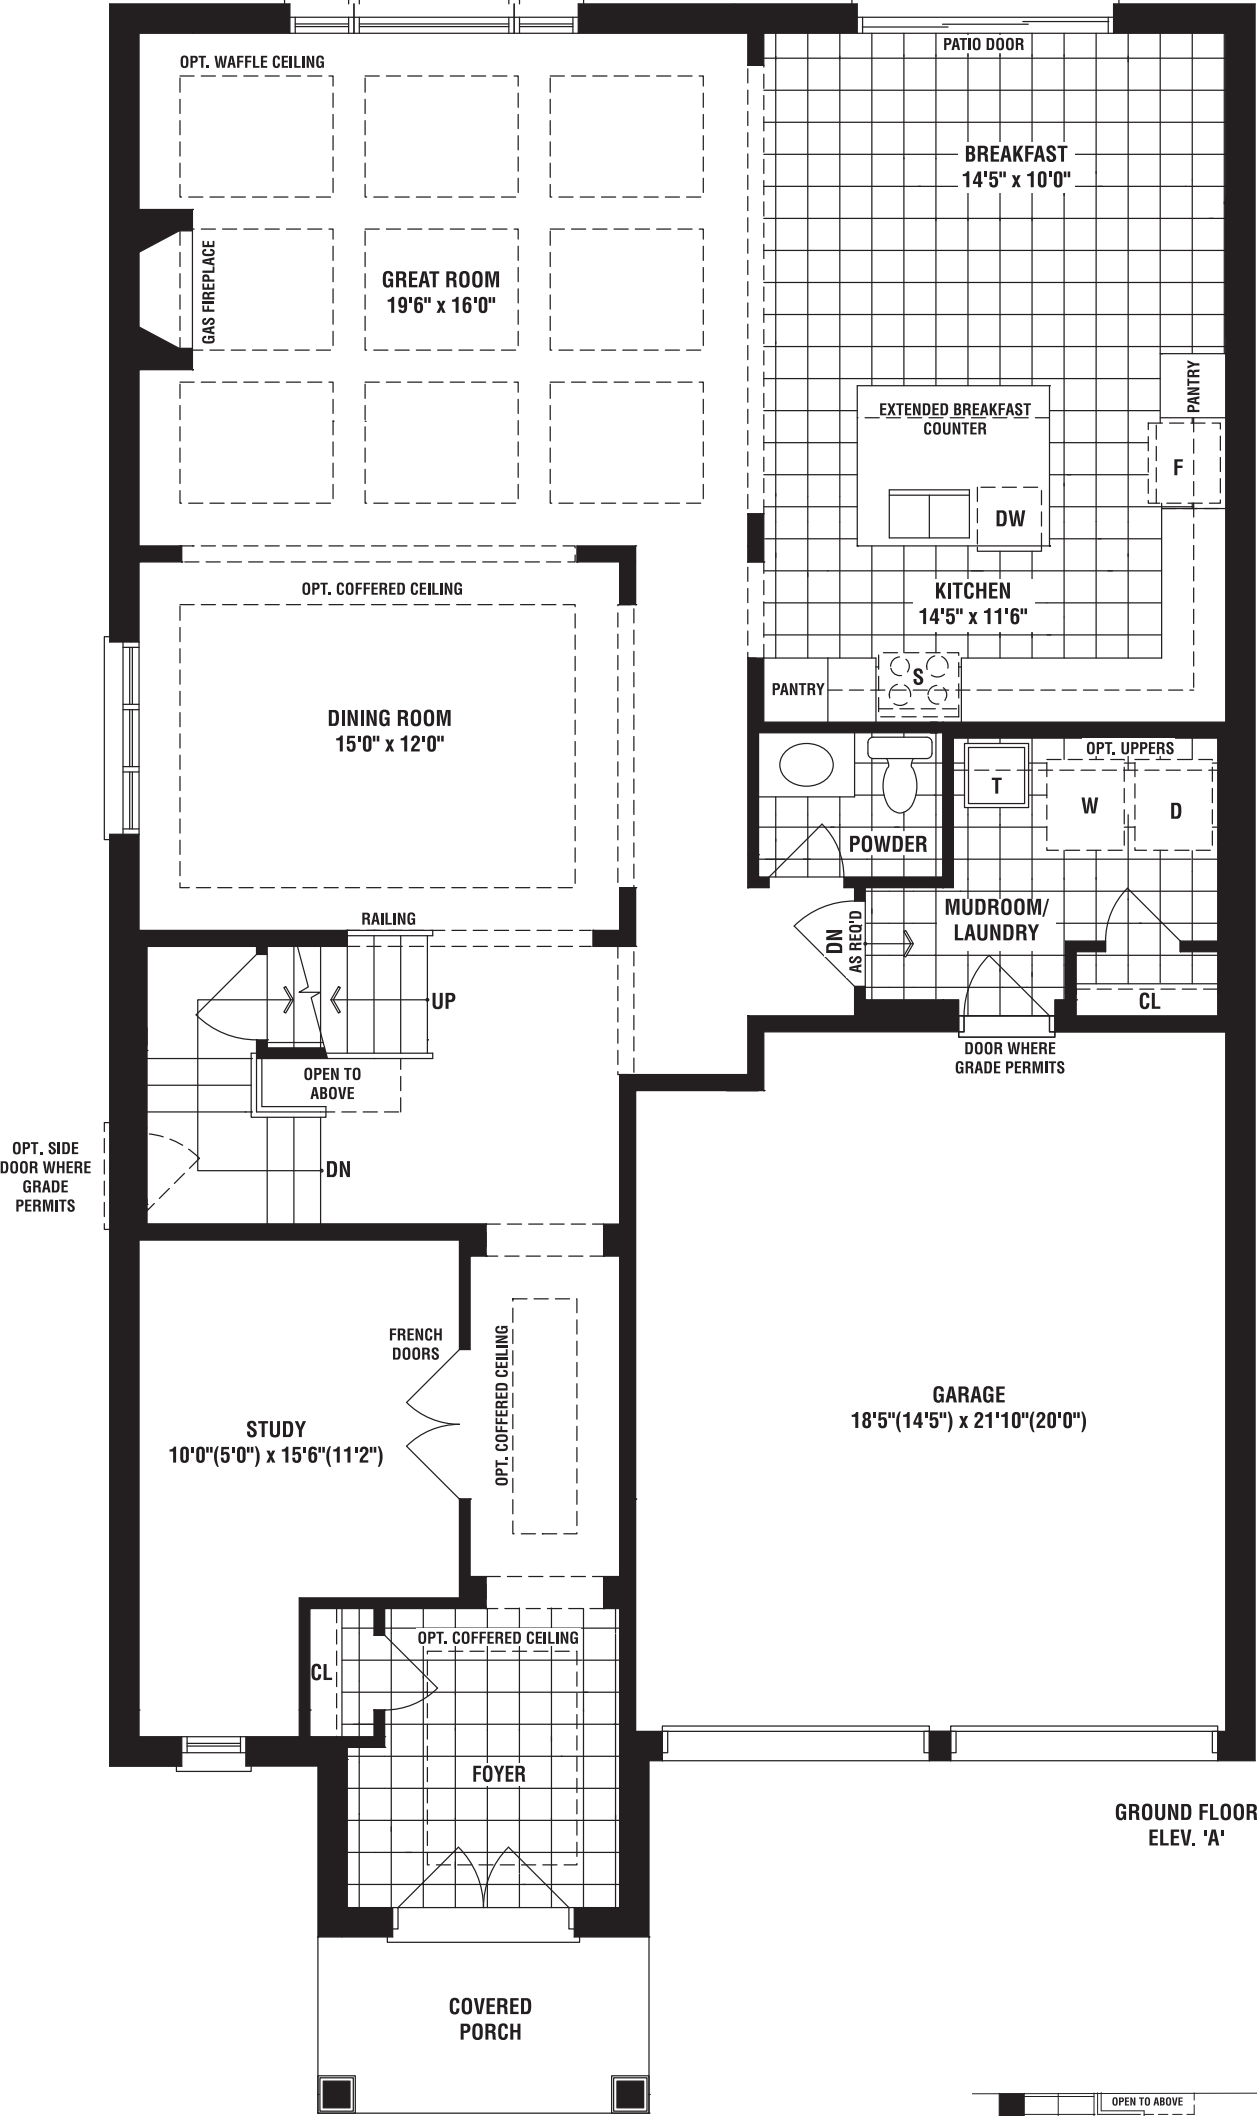 PATIO DOOR
OPT. WAFFLE CEILING
BREAKFAST
14'5" x 10'0"
GAS FIREPLACE
GREAT ROOM
19'6" x 16'0"
PANTRY
EXTENDED BREAKFAST
COUNTER
F
DW
KITCHEN
14'5" x 11'6"
OPT. COFFERED CEILING
S
PANTRY
DINING ROOM
15'0" x 12'0"
OPT. UPPERS
T
W
D
POWDER
RAILING
MUDROOM/
LAUNDRY
DN
AS REQ'D
UP
CL
DOOR WHERE
GRADE PERMITS
OPEN TO
ABOVE
OPT. SIDE
DOOR WHERE
GRADE
PERMITS
DN
FRENCH
DOORS
OPT. COFFERED CEILING
GARAGE
18'5"(14'5") x 21'10"(20'0")
STUDY
10'0"(5'0") x 15'6"(11'2")
OPT. COFFERED CEILING
CL
FOYER
GROUND FLOOR
ELEV. 'A'
COVERED
PORCH
OPEN TO ABOVE